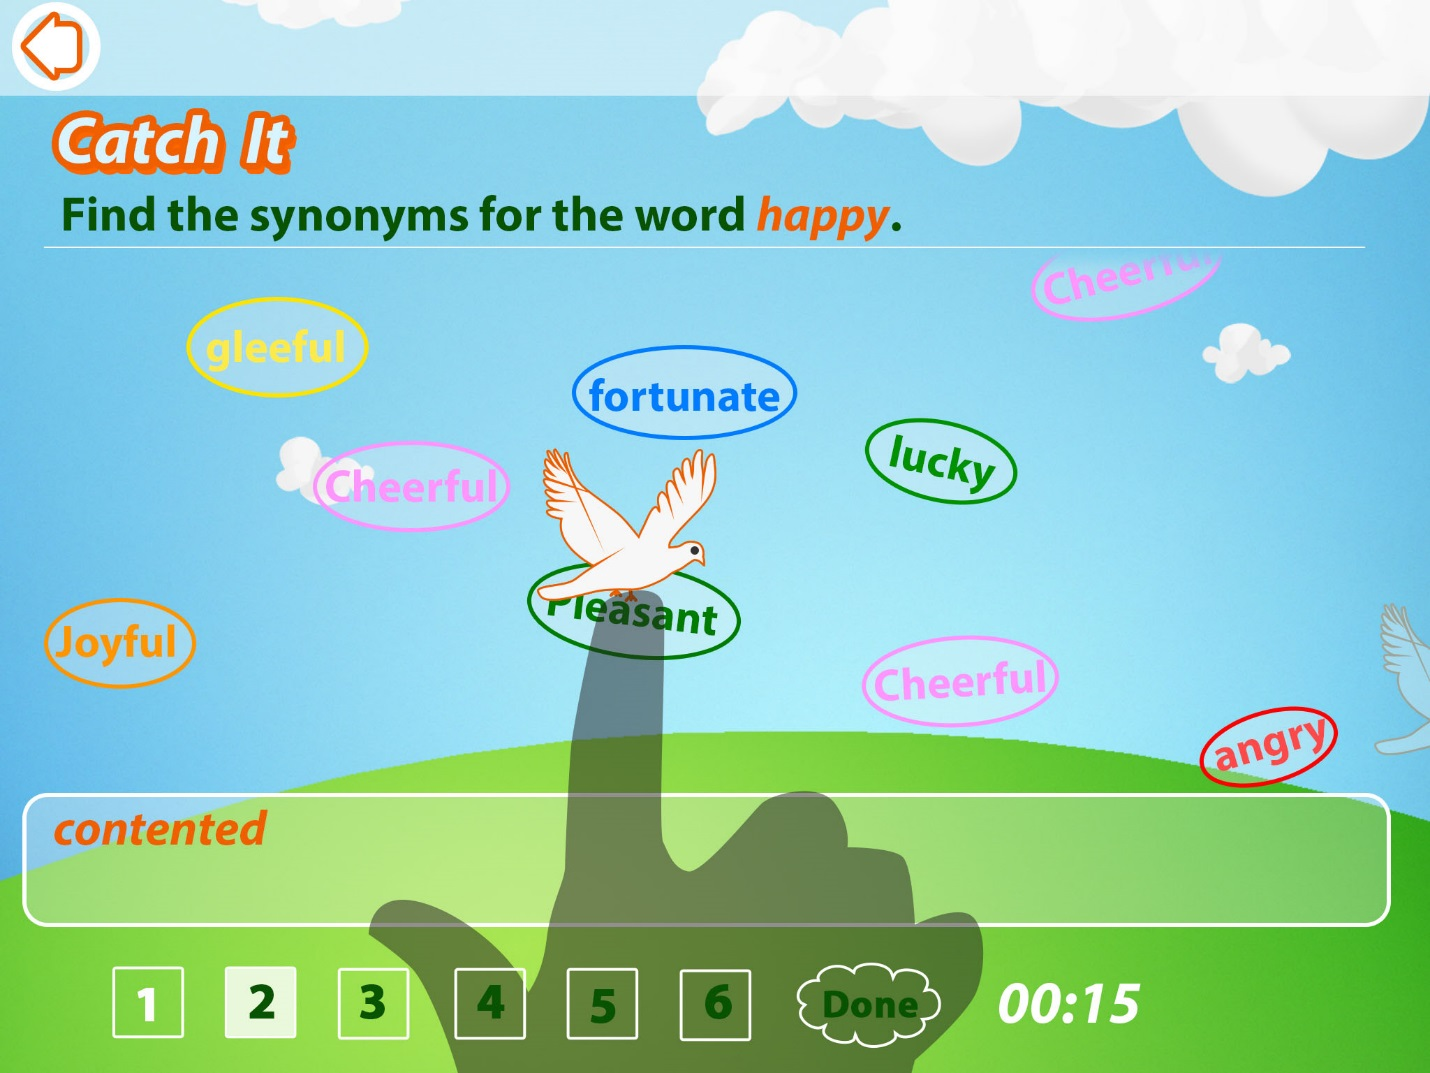 Catch It
Find the synonyms for the word happy.
Cheerful
gleeful
fortunate
lucky
Cheerful
Pleasant
Joyful
Cheerful
angry
contented
1 2 3 4 5 6 Done 00:15